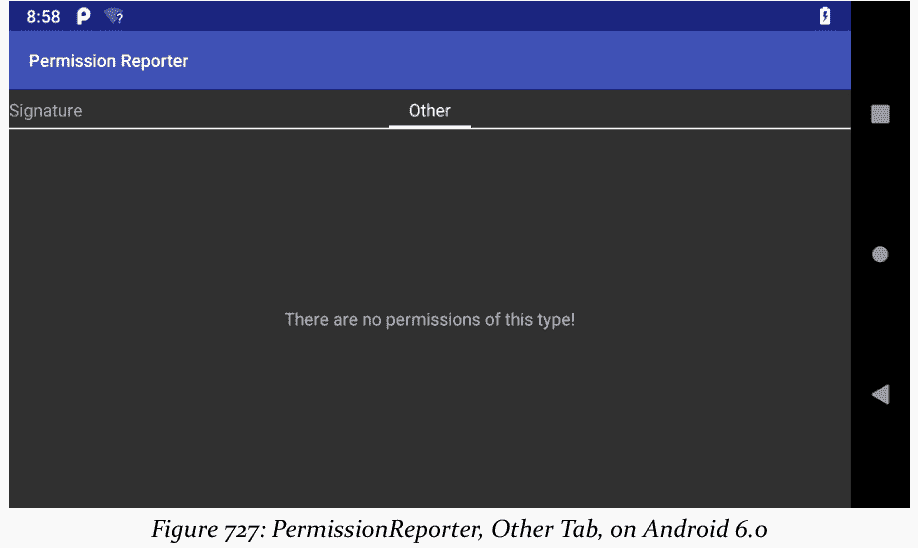 8:58
Permission Reporter
Signature Other
There are no permissions of this type!
Figure 727: PermissionReporter, Other Tab, on Android 6.0